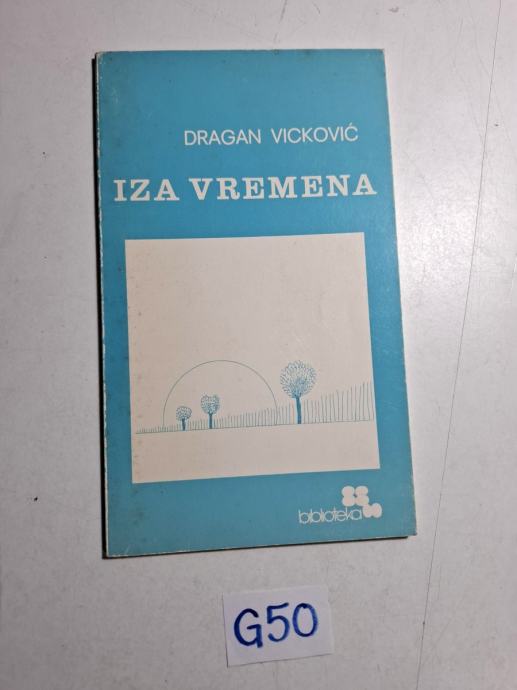 DRAGAN VICKOVIĆ
IZA VREMENA
biblioteka
G50